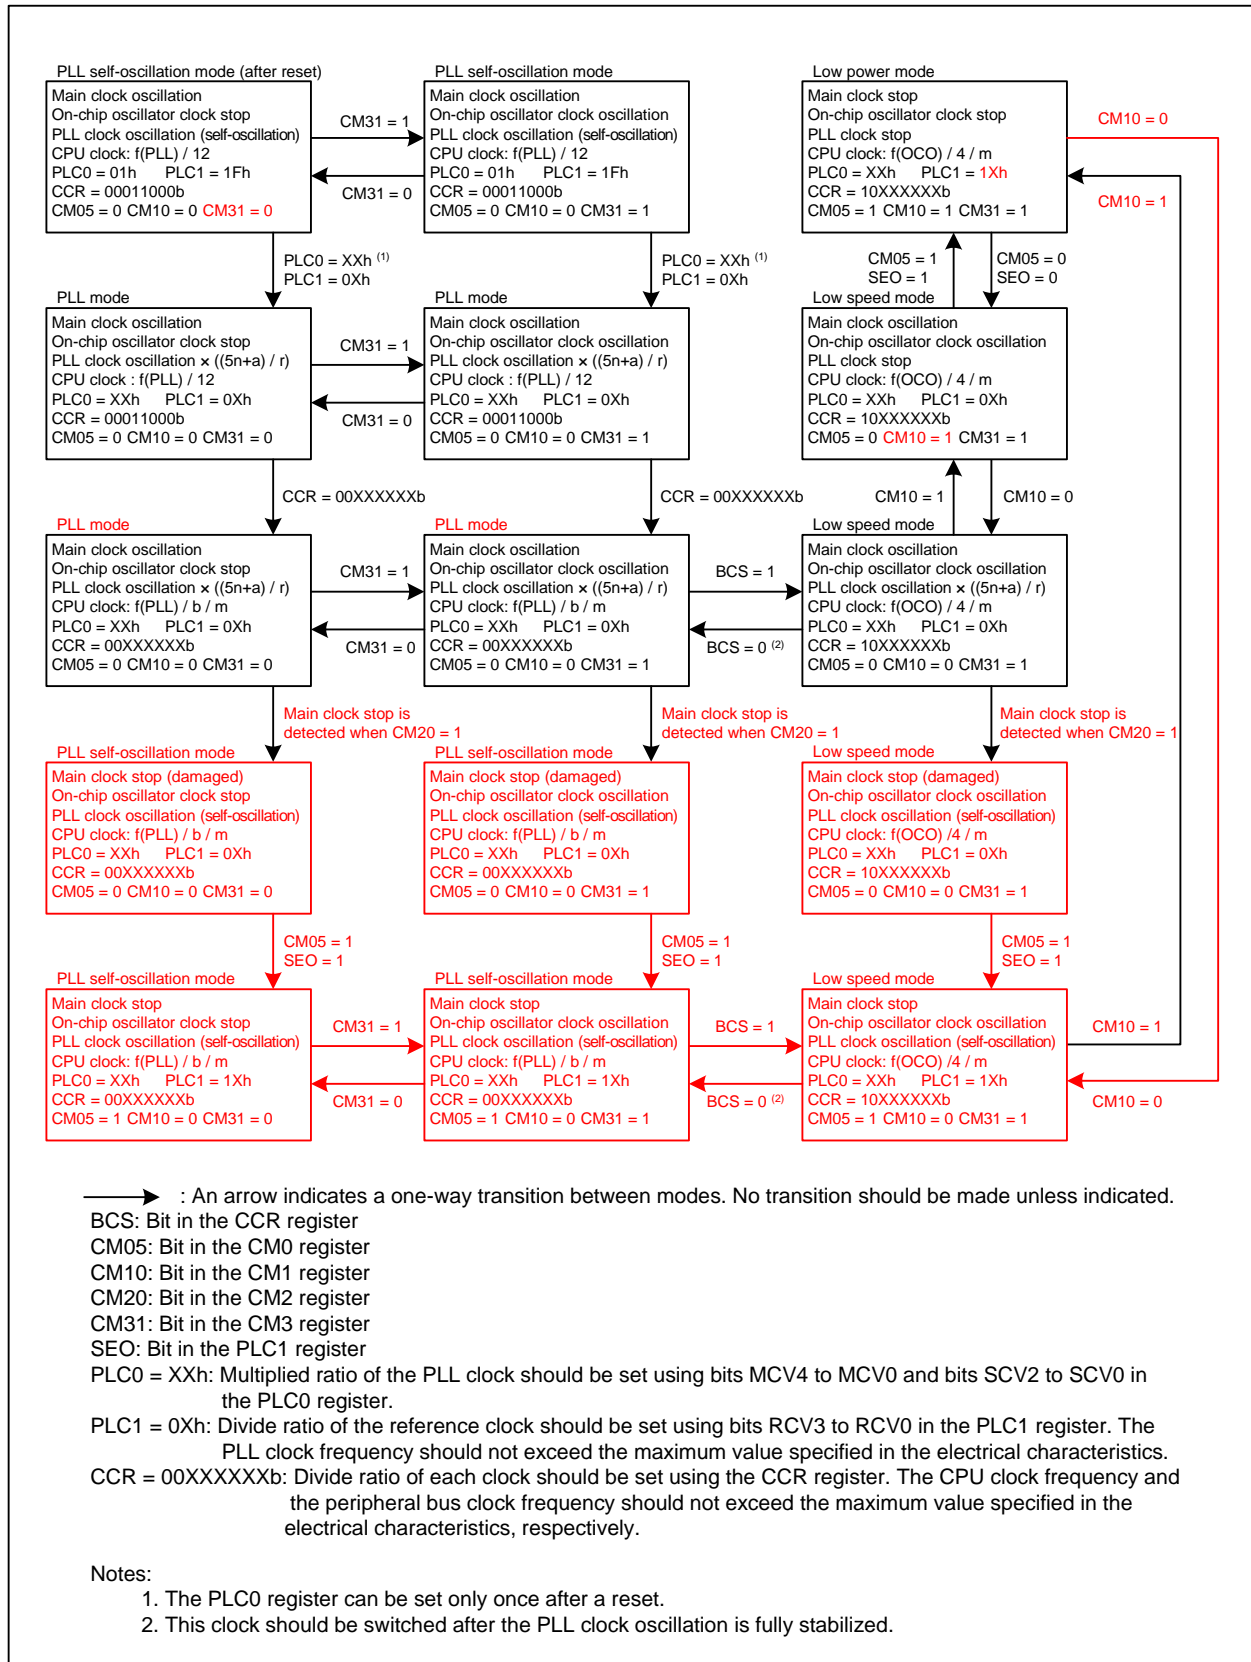 PLL self-oscillation mode (after reset)
Main clock oscillation
On-chip oscillator clock stop
PLL clock oscillation (self-oscillation)
CPU clock: f(PLL) / 12
PLC0 = 01h PLC1 = 1Fh
CCR = 00011000b
CM05 = 0 CM10 = 0 CM31 = 0
CM31 = 1
CM31 = 0
PLL self-oscillation mode
Main clock oscillation
On-chip oscillator clock oscillation
PLL clock oscillation (self-oscillation)
CPU clock: f(PLL) / 12
PLC0 = 01h PLC1 = 1Fh
CCR = 00011000b
CM05 = 0 CM10 = 0 CM31 = 1
Low power mode
Main clock stop
On-chip oscillator clock oscillation
PLL clock stop
CPU clock: f(OCO) / 4 / m
PLC0 = XXh PLC1 = 1Xh
CCR = 10XXXXXXb
CM05 = 1 CM10 = 1 CM31 = 1
CM10 = 0
CM10 = 1
PLC0 = XXh (1)
PLC1 = 0Xh
PLC0 = XXh (1)
PLC1 = 0Xh
CM05 = 1
SEO = 1
CM05 = 0
SEO = 0
PLL mode
Main clock oscillation
On-chip oscillator clock stop
PLL clock oscillation × ((5n+a) / r)
CPU clock : f(PLL) / 12
PLC0 = XXh PLC1 = 0Xh
CCR = 00011000b
CM05 = 0 CM10 = 0 CM31 = 0
CM31 = 1
CM31 = 0
PLL mode
Main clock oscillation
On-chip oscillator clock oscillation
PLL clock oscillation × ((5n+a) / r)
CPU clock : f(PLL) / 12
PLC0 = XXh PLC1 = 0Xh
CCR = 00011000b
CM05 = 0 CM10 = 0 CM31 = 1
Low speed mode
Main clock oscillation
On-chip oscillator clock oscillation
PLL clock stop
CPU clock: f(OCO) / 4 / m
PLC0 = XXh PLC1 = 0Xh
CCR = 10XXXXXXb
CM05 = 0 CM10 = 1 CM31 = 1
CCR = 00XXXXXXb
CCR = 00XXXXXXb
CM10 = 1
CM10 = 0
PLL mode
Main clock oscillation
On-chip oscillator clock stop
PLL clock oscillation × ((5n+a) / r)
CPU clock: f(PLL) / b / m
PLC0 = XXh PLC1 = 0Xh
CCR = 00XXXXXXb
CM05 = 0 CM10 = 0 CM31 = 0
CM31 = 1
CM31 = 0
PLL mode
Main clock oscillation
On-chip oscillator clock oscillation
PLL clock oscillation × ((5n+a) / r)
CPU clock: f(PLL) / b / m
PLC0 = XXh PLC1 = 0Xh
CCR = 00XXXXXXb
CM05 = 0 CM10 = 0 CM31 = 1
BCS = 1
BCS = 0 (2)
Low speed mode
Main clock oscillation
On-chip oscillator clock oscillation
PLL clock oscillation × ((5n+a) / r)
CPU clock: f(OCO) / 4 / m
PLC0 = XXh PLC1 = 0Xh
CCR = 10XXXXXXb
CM05 = 0 CM10 = 0 CM31 = 1
Main clock stop is
detected when CM20 = 1
Main clock stop is
detected when CM20 = 1
Main clock stop is
detected when CM20 = 1
PLL self-oscillation mode
Main clock stop (damaged)
On-chip oscillator clock stop
PLL clock oscillation (self-oscillation)
CPU clock: f(PLL) / b / m
PLC0 = XXh PLC1 = 0Xh
CCR = 00XXXXXXb
CM05 = 0 CM10 = 0 CM31 = 0
PLL self-oscillation mode
Main clock stop (damaged)
On-chip oscillator clock oscillation
PLL clock oscillation (self-oscillation)
CPU clock: f(PLL) / b / m
PLC0 = XXh PLC1 = 0Xh
CCR = 00XXXXXXb
CM05 = 0 CM10 = 0 CM31 = 1
Low speed mode
Main clock stop (damaged)
On-chip oscillator clock oscillation
PLL clock oscillation (self-oscillation)
CPU clock: f(OCO) /4 / m
PLC0 = XXh PLC1 = 0Xh
CCR = 10XXXXXXb
CM05 = 0 CM10 = 0 CM31 = 1
CM05 = 1
SEO = 1
CM05 = 1
SEO = 1
CM05 = 1
SEO = 1
PLL self-oscillation mode
Main clock stop
On-chip oscillator clock stop
PLL clock oscillation (self-oscillation)
CPU clock: f(PLL) / b / m
PLC0 = XXh PLC1 = 1Xh
CCR = 00XXXXXXb
CM05 = 1 CM10 = 0 CM31 = 0
CM31 = 1
CM31 = 0
PLL self-oscillation mode
Main clock stop
On-chip oscillator clock oscillation
PLL clock oscillation (self-oscillation)
CPU clock: f(PLL) / b / m
PLC0 = XXh PLC1 = 1Xh
CCR = 00XXXXXXb
CM05 = 1 CM10 = 0 CM31 = 1
BCS = 1
BCS = 0 (2)
Low speed mode
Main clock stop
On-chip oscillator clock oscillation
PLL clock oscillation (self-oscillation)
CPU clock: f(OCO) /4 / m
PLC0 = XXh PLC1 = 1Xh
CCR = 10XXXXXXb
CM05 = 1 CM10 = 0 CM31 = 1
CM10 = 1
CM10 = 0
: An arrow indicates a one-way transition between modes. No transition should be made unless indicated.
BCS: Bit in the CCR register
CM05: Bit in the CM0 register
CM10: Bit in the CM1 register
CM20: Bit in the CM2 register
CM31: Bit in the CM3 register
SEO: Bit in the PLC1 register
PLC0 = XXh: Multiplied ratio of the PLL clock should be set using bits MCV4 to MCV0 and bits SCV2 to SCV0 in
the PLC0 register.
PLC1 = 0Xh: Divide ratio of the reference clock should be set using bits RCV3 to RCV0 in the PLC1 register. The
PLL clock frequency should not exceed the maximum value specified in the electrical characteristics.
CCR = 00XXXXXXb: Divide ratio of each clock should be set using the CCR register. The CPU clock frequency and
the peripheral bus clock frequency should not exceed the maximum value specified in the
electrical characteristics, respectively.
Notes:
1. The PLC0 register can be set only once after a reset.
2. This clock should be switched after the PLL clock oscillation is fully stabilized.